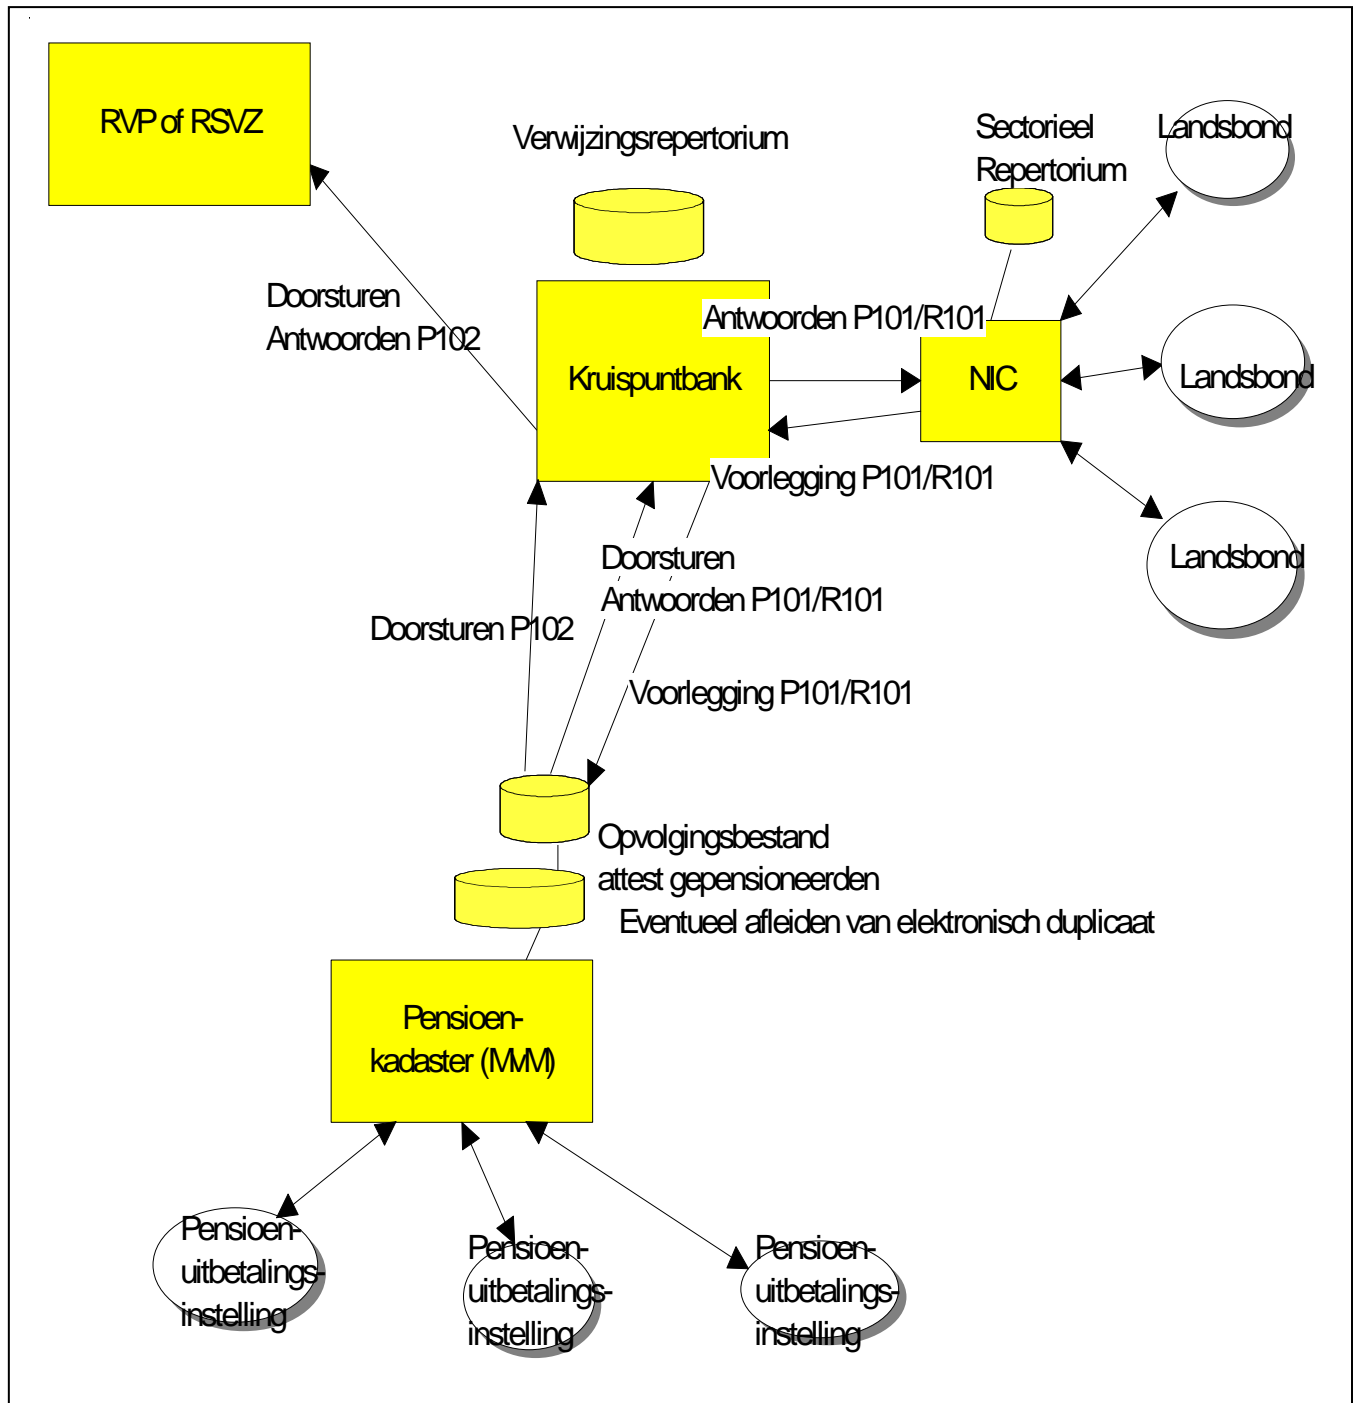 RVP of RSVZ
Verwijzingsrepertorium
Sectorieel
Repertorium
Landsbond
Doorsturen
Antwoorden P102
Antwoorden P101/R101
Kruispuntbank
NIC
Landsbond
Voorlegging P101/R101
Doorsturen
Antwoorden P101/R101
Landsbond
Doorsturen P102
Voorlegging P101/R101
Opvolgingsbestand
attest gepensioneerden
Eventueel afleiden van elektronisch duplicaat
Pensioen-
kadaster (MvM)
Pensioen-
uitbetalings-
instelling
Pensioen-
uitbetalings-
instelling
Pensioen-
uitbetalings-
instelling